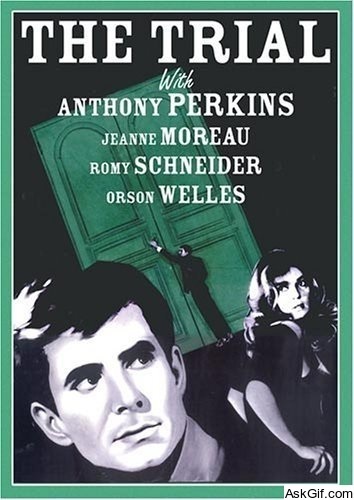 THE TRIAL
With
ANTHONY PERKINS
JEANNE MOREAU
ROMY SCHNEIDER
ORSON WELLES
AskGif.com